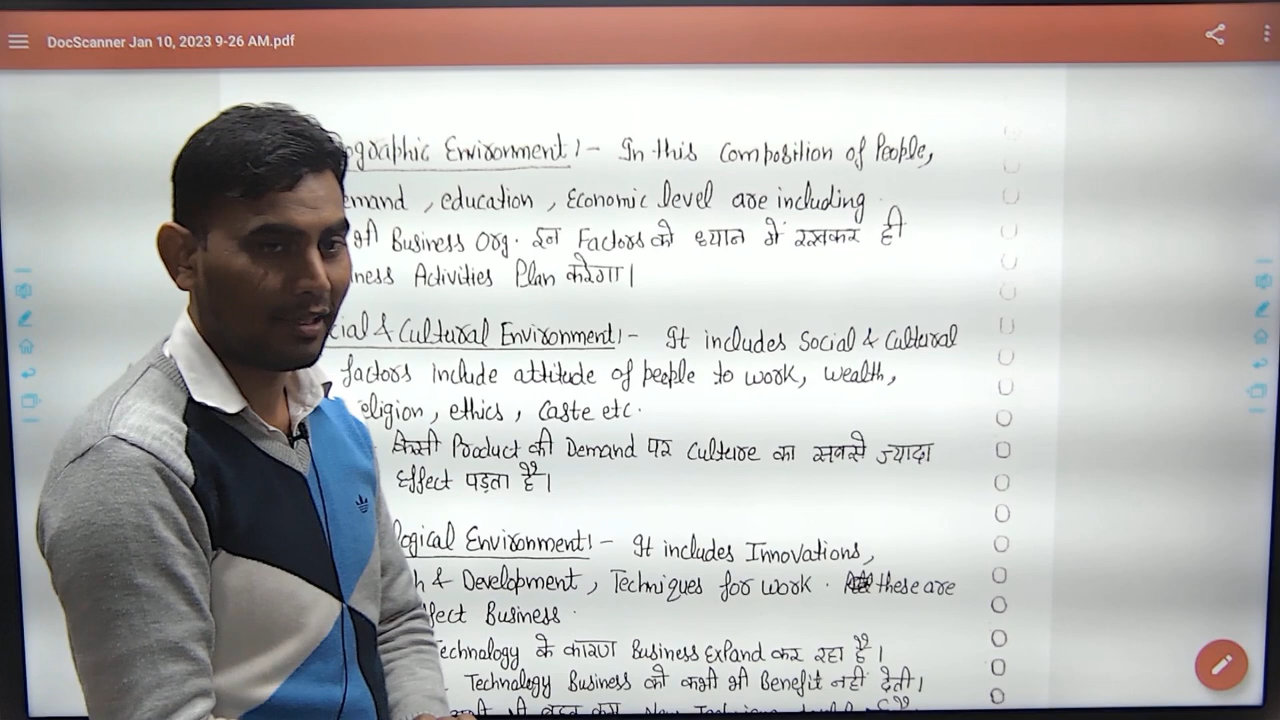 DocScanner Jan 10, 2023 9-26 AM.pdf
ographic Environment :- In this Composition of People,
emand, education, Economic level are including
भी Business Org. इन Factors को ध्यान में रखकर ही
ness Activities Plan करेगा।
cial & Cultural Environment :- It includes Social & Cultural
factors include attitude of people to work, wealth,
eligion, ethics, Caste etc.
किसी Product की Demand पर Culture का सबसे ज्यादा
Effect पड़ता है।
logical Environment :- It includes Innovations,
h & Development, Techniques for work. these are
ffect Business.
echnology के कारण Business Expand कर रहा है।
Technology Business को कभी भी Benefit नही देती।